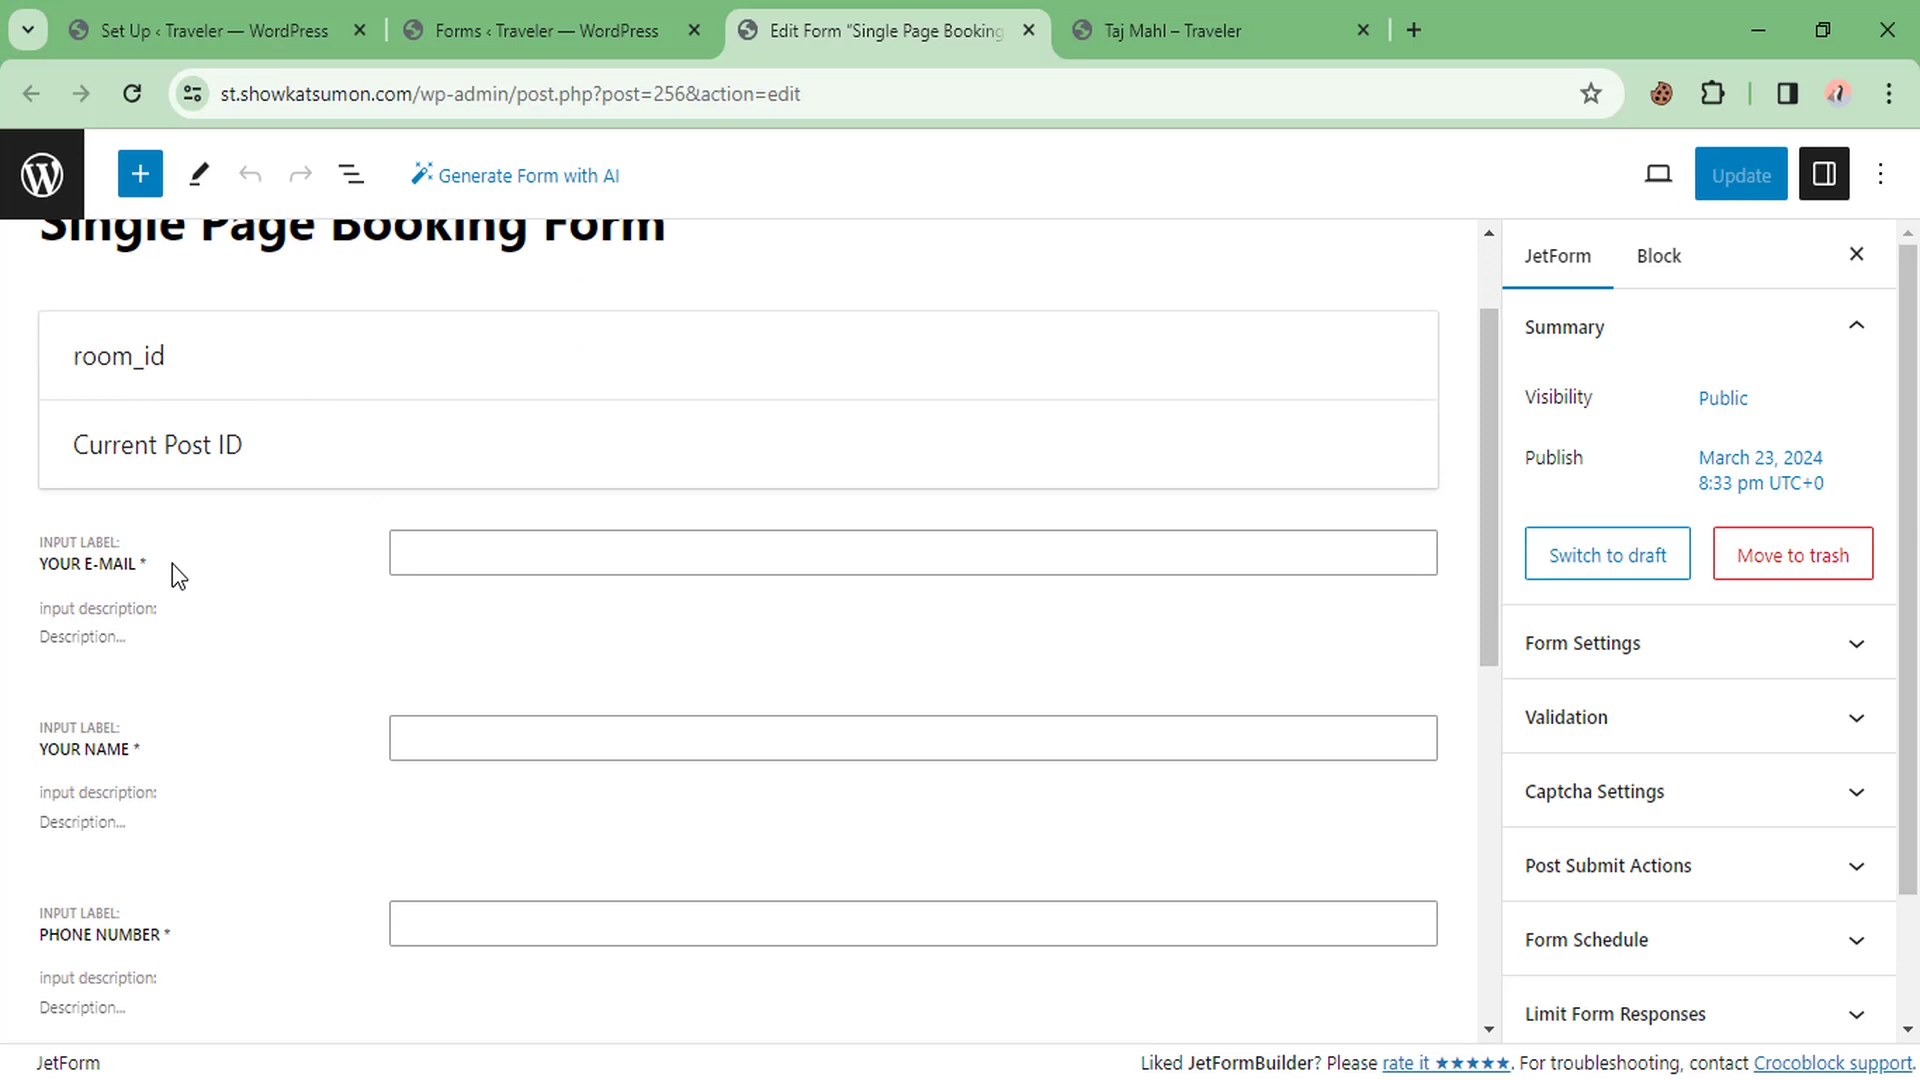 Set Up ‹ Traveler — WordPress
Forms ‹ Traveler — WordPress
Edit Form “Single Page Booking
Taj Mahl – Traveler
st.showkatsumon.com/wp-admin/post.php?post=256&action=edit
Generate Form with AI
Update
Single Page Booking Form
room_id
Current Post ID
INPUT LABEL:
YOUR E-MAIL *
input description:
Description...
INPUT LABEL:
YOUR NAME *
input description:
Description...
INPUT LABEL:
PHONE NUMBER *
input description:
Description...
JetForm
Block
Summary
Visibility
Public
Publish
March 23, 2024
8:33 pm UTC+0
Switch to draft
Move to trash
Form Settings
Validation
Captcha Settings
Post Submit Actions
Form Schedule
Limit Form Responses
JetForm
Liked JetFormBuilder? Please rate it ★★★★★. For troubleshooting, contact Crocoblock support.